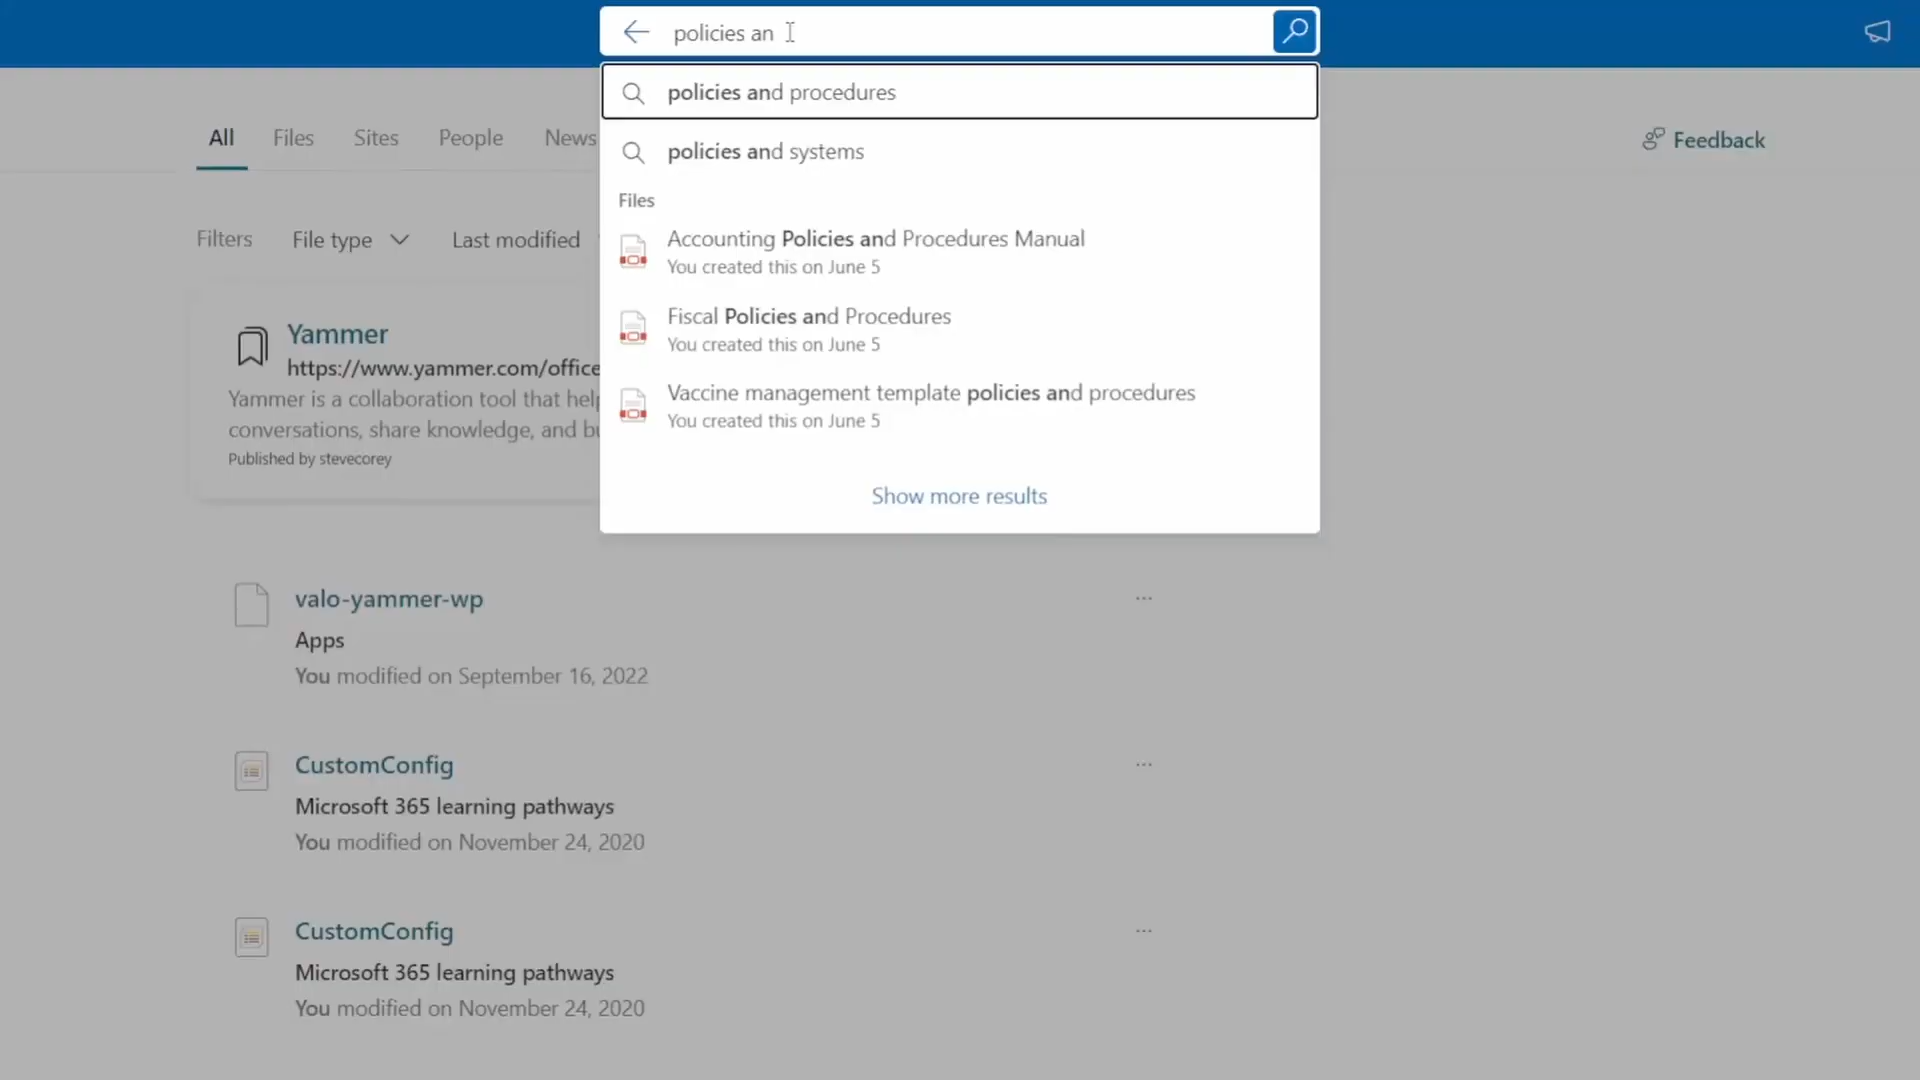 policies an
policies and procedures
policies and systems
Files
Accounting Policies and Procedures Manual
You created this on June 5
Fiscal Policies and Procedures
You created this on June 5
Vaccine management template policies and procedures
You created this on June 5
Show more results
All Files Sites People News
Feedback
Filters File type Last modified
Yammer
https://www.yammer.com/office
Yammer is a collaboration tool that help
conversations, share knowledge, and bu
Published by stevecorey
valo-yammer-wp
...
Apps
You modified on September 16, 2022
CustomConfig
...
Microsoft 365 learning pathways
You modified on November 24, 2020
CustomConfig
...
Microsoft 365 learning pathways
You modified on November 24, 2020